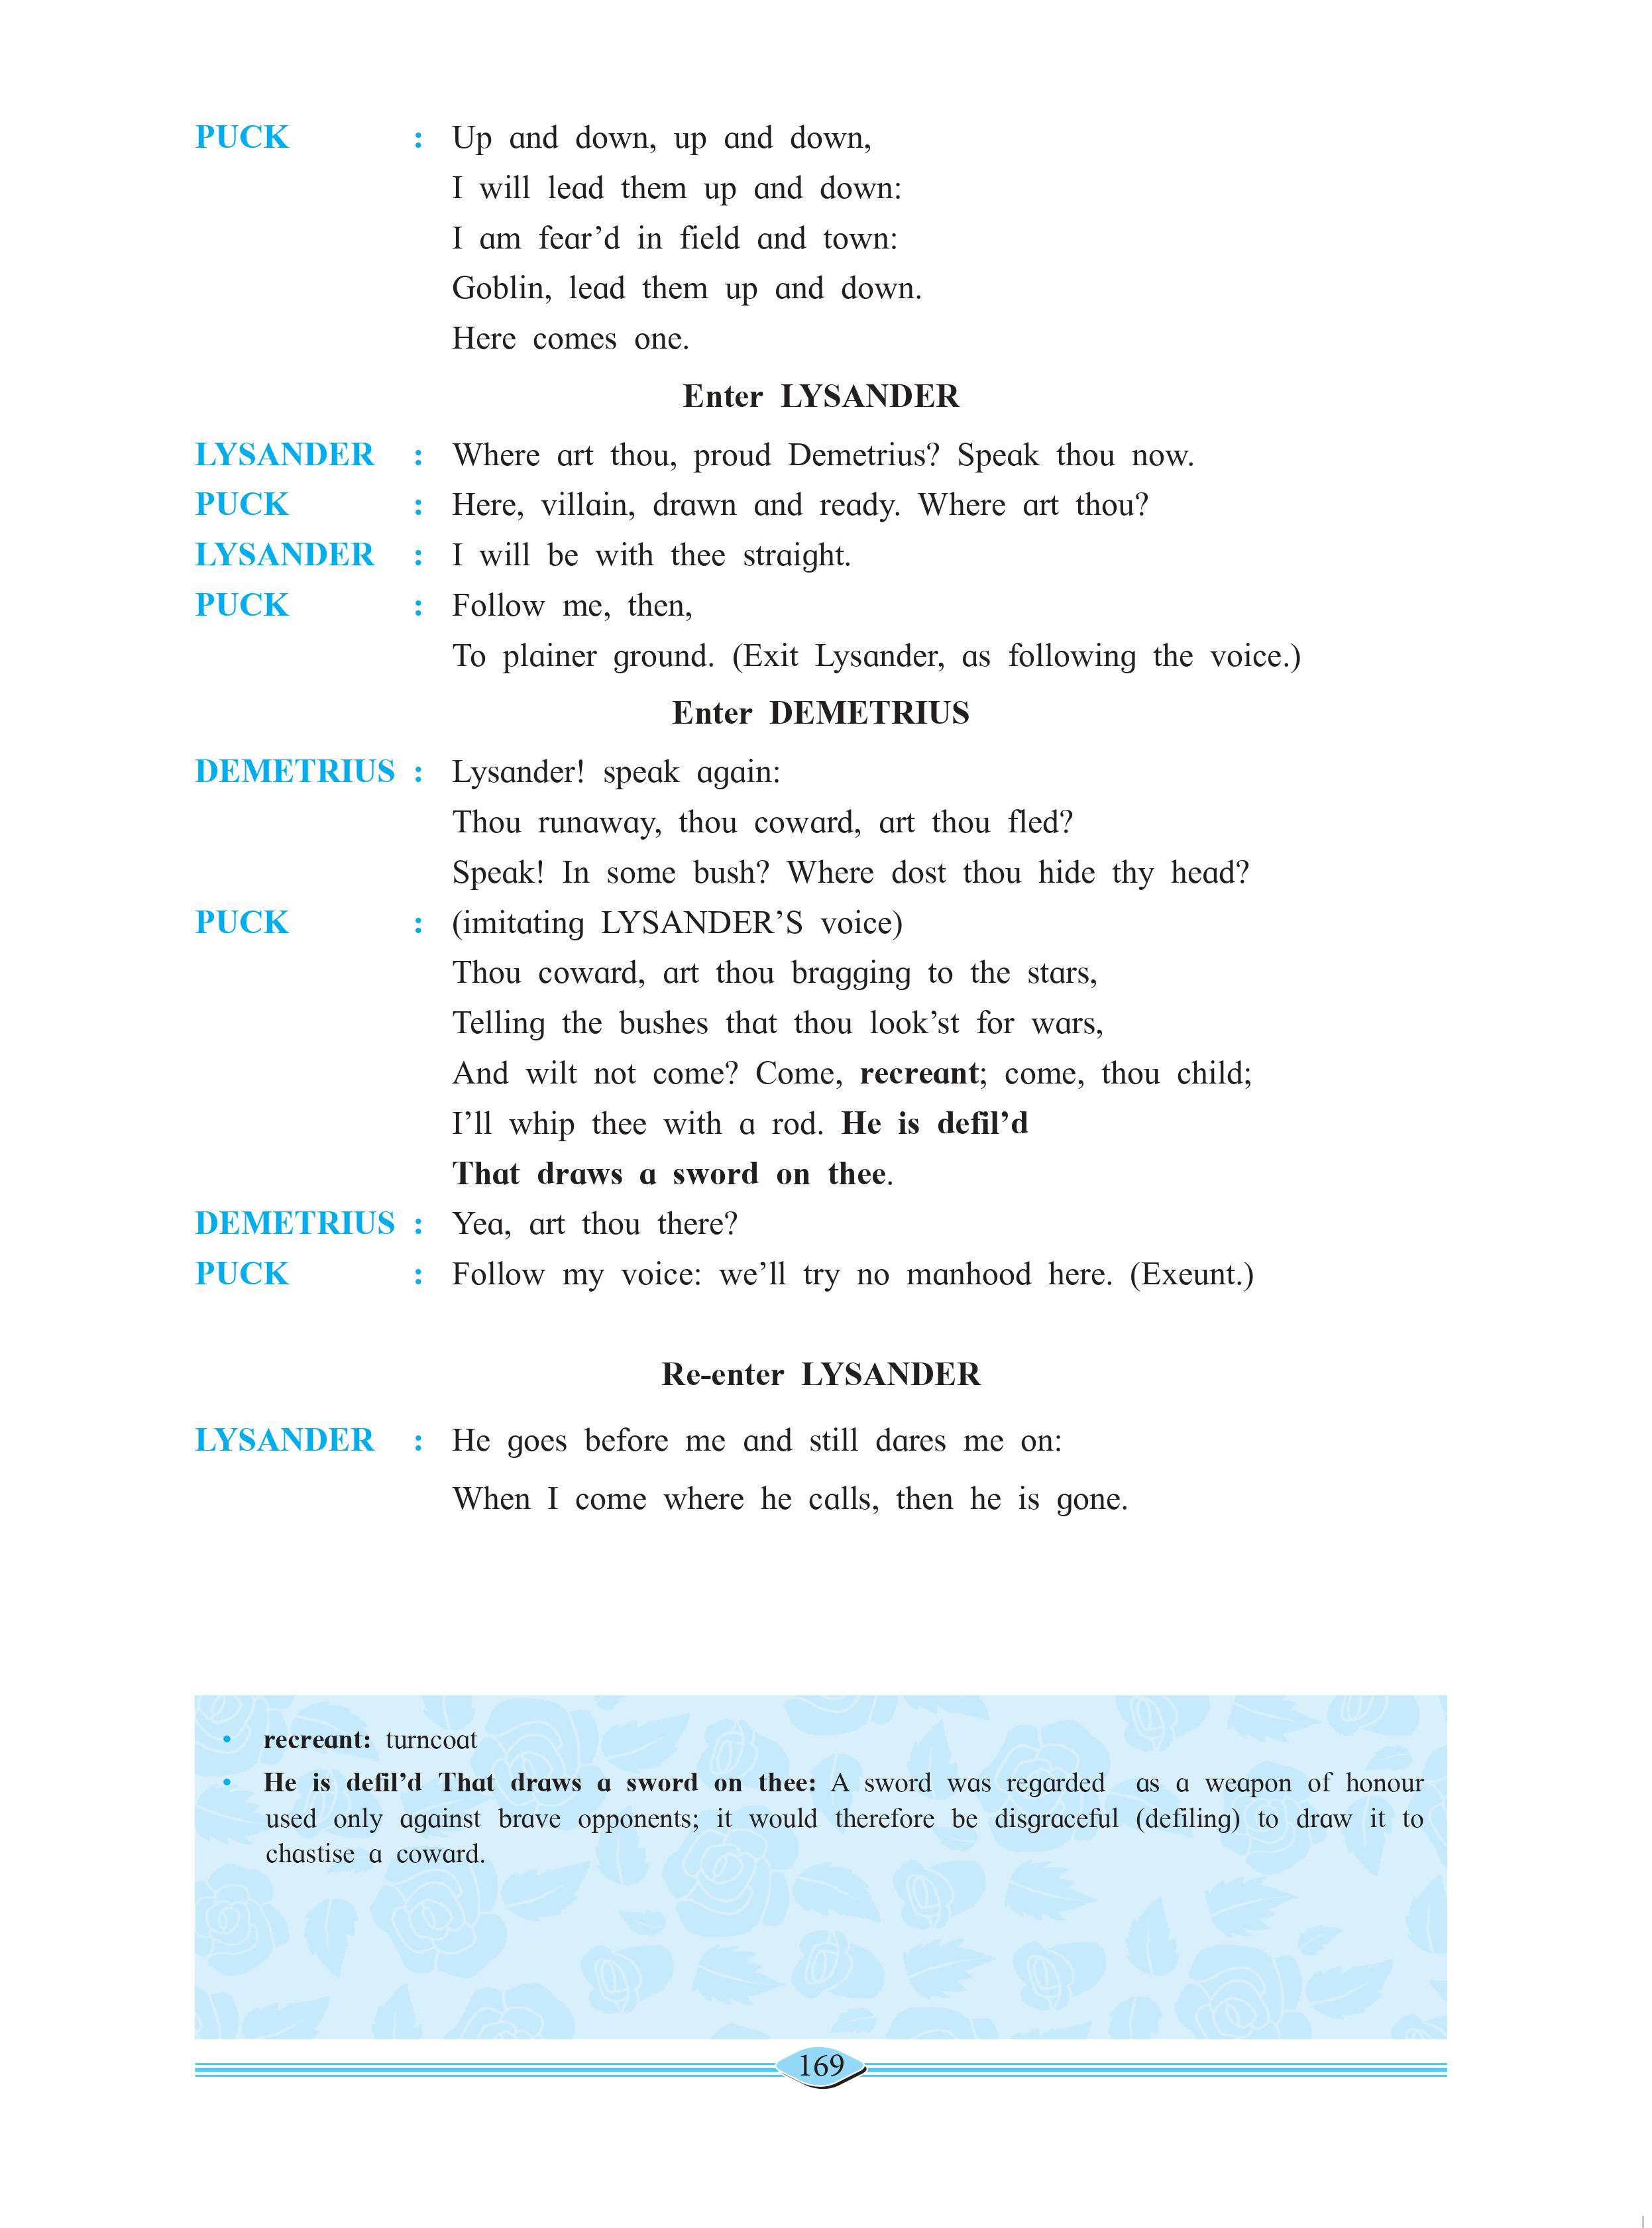 PUCK : Up and down, up and down,
I will lead them up and down:
I am fear’d in field and town:
Goblin, lead them up and down.
Here comes one.
Enter LYSANDER
LYSANDER : Where art thou, proud Demetrius? Speak thou now.
PUCK : Here, villain, drawn and ready. Where art thou?
LYSANDER : I will be with thee straight.
PUCK : Follow me, then,
To plainer ground. (Exit Lysander, as following the voice.)
Enter DEMETRIUS
DEMETRIUS : Lysander! speak again:
Thou runaway, thou coward, art thou fled?
Speak! In some bush? Where dost thou hide thy head?
PUCK : (imitating LYSANDER’S voice)
Thou coward, art thou bragging to the stars,
Telling the bushes that thou look’st for wars,
And wilt not come? Come, recreant; come, thou child;
I’ll whip thee with a rod. He is defil’d
That draws a sword on thee.
DEMETRIUS : Yea, art thou there?
PUCK : Follow my voice: we’ll try no manhood here. (Exeunt.)
Re-enter LYSANDER
LYSANDER : He goes before me and still dares me on:
When I come where he calls, then he is gone.
• recreant: turncoat
• He is defil’d That draws a sword on thee: A sword was regarded as a weapon of honour
used only against brave opponents; it would therefore be disgraceful (defiling) to draw it to
chastise a coward.
169